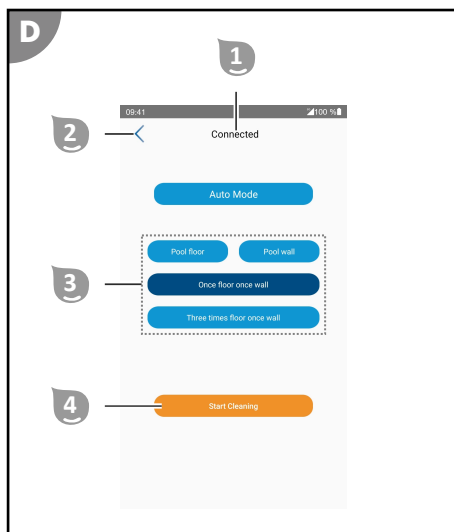 D
1
09:41 100 %
2
Connected
Auto Mode
Pool floor Pool wall
3
Once floor once wall
Three times floor once wall
4
Start Cleaning